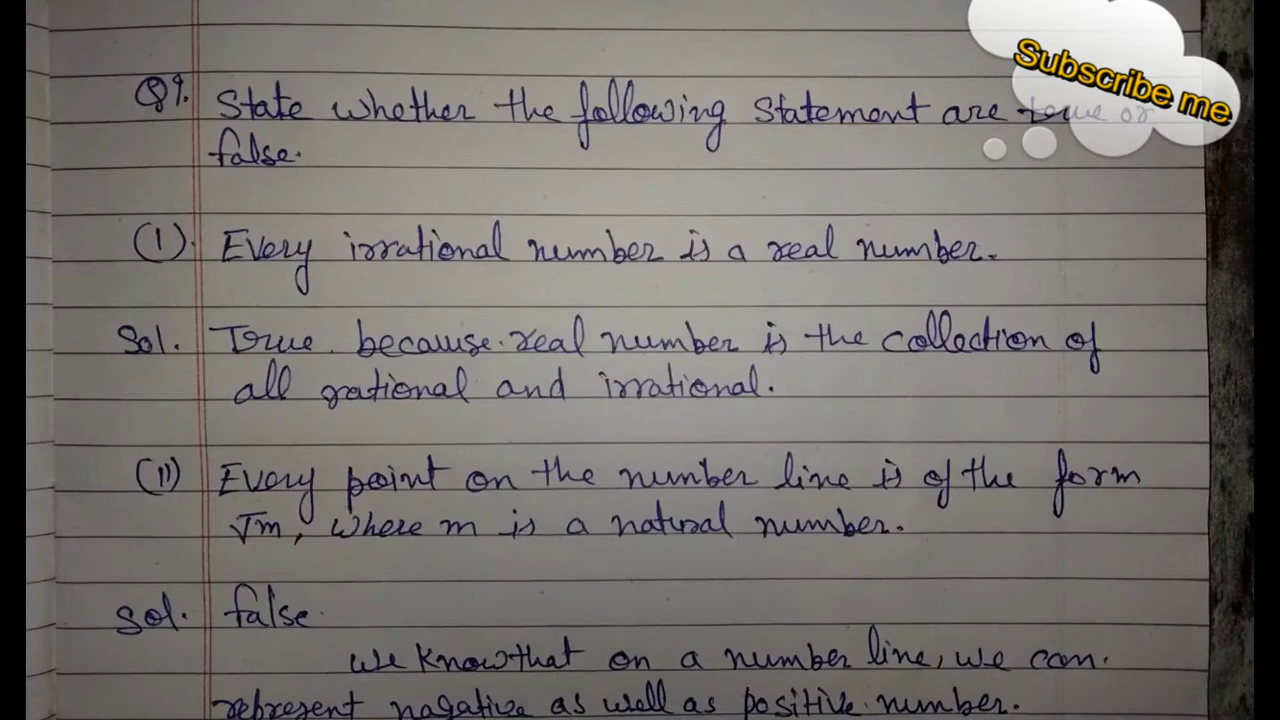 Q1. State whether the following Statement are true or
false.
(I). Every irrational number is a real number.
Sol. True. because real number is the collection of
all rational and irrational.
(II) Every point on the number line is of the form
√m, where m is a natural number.
Sol. false.
We know that on a number line, we can
represent nagative as well as positive number.
Subscribe me